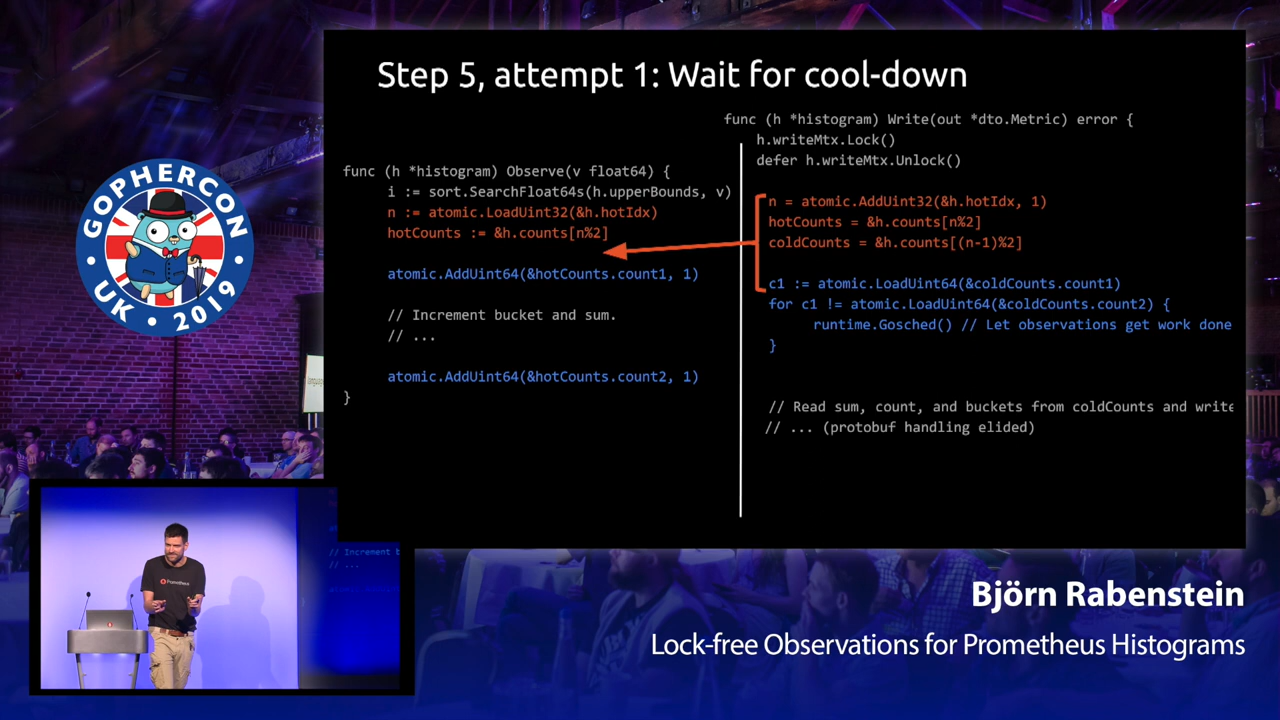 GOPHERCON
UK • 2019
Step 5, attempt 1: Wait for cool-down
func (h *histogram) Observe(v float64) {
i := sort.SearchFloat64s(h.upperBounds, v)
n := atomic.LoadUint32(&h.hotIdx)
hotCounts := &h.counts[n%2]
atomic.AddUint64(&hotCounts.count1, 1)
// Increment bucket and sum.
// ...
atomic.AddUint64(&hotCounts.count2, 1)
}
func (h *histogram) Write(out *dto.Metric) error {
h.writeMtx.Lock()
defer h.writeMtx.Unlock()
n = atomic.AddUint32(&h.hotIdx, 1)
hotCounts = &h.counts[n%2]
coldCounts = &h.counts[(n-1)%2]
c1 := atomic.LoadUint64(&coldCounts.count1)
for c1 != atomic.LoadUint64(&coldCounts.count2) {
runtime.Gosched() // Let observations get work done
}
// Read sum, count, and buckets from coldCounts and write
// ... (protobuf handling elided)
// Increment t
// ...
Prometheus
Björn Rabenstein
Lock-free Observations for Prometheus Histograms